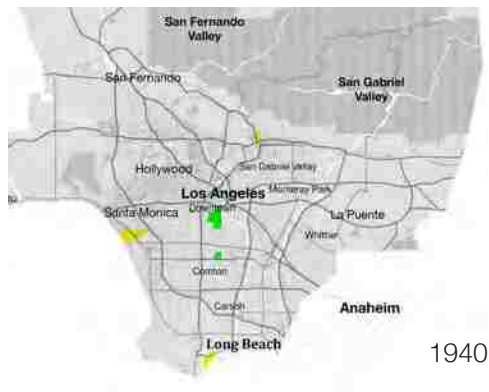 San Fernando
Valley
San Fernando
San Gabriel
Valley
Hollywood
San Gabriel Valley
Los Angeles
Monterey Park
Downtown
Santa Monica
La Puente
Whittier
Compton
Carson
Anaheim
Long Beach
1940